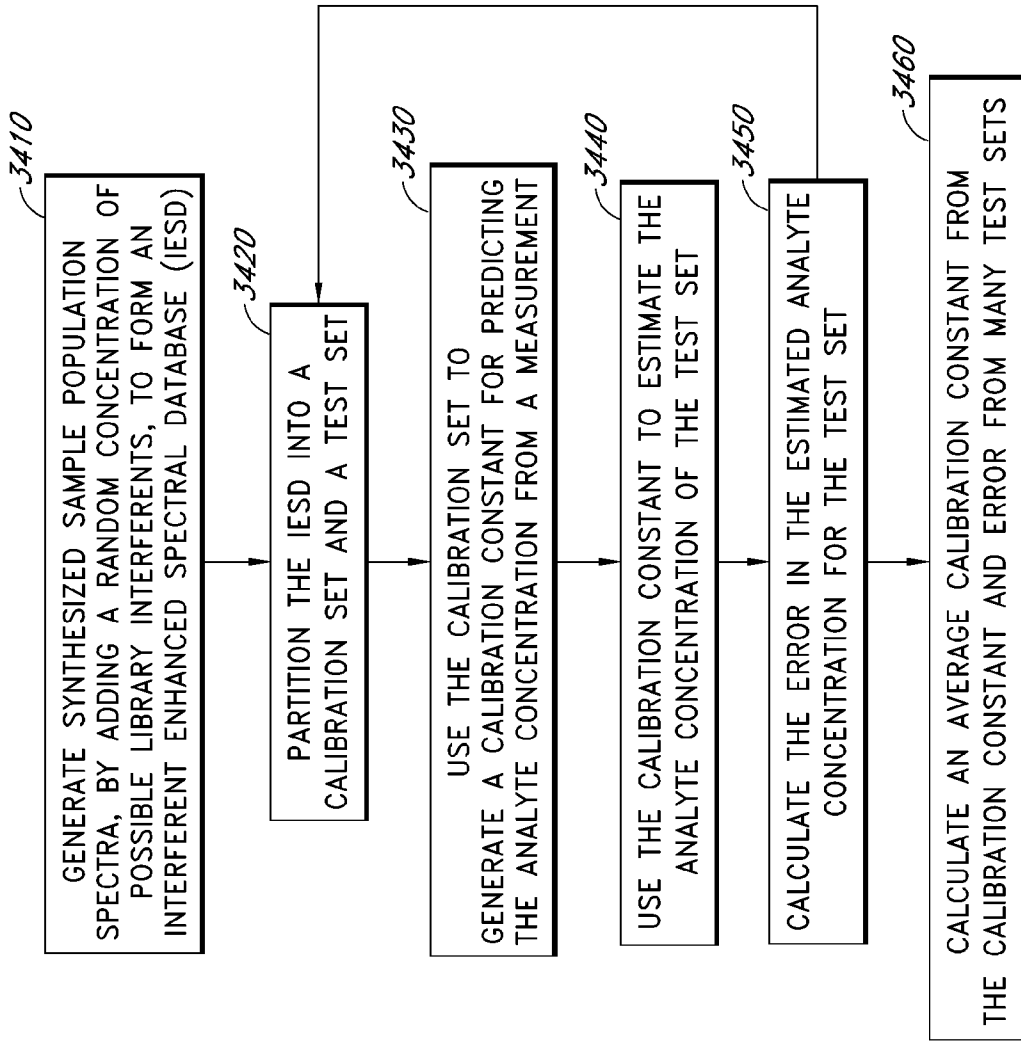 3410
GENERATE SYNTHESIZED SAMPLE POPULATION
SPECTRA, BY ADDING A RANDOM CONCENTRATION OF
POSSIBLE LIBRARY INTERFERENTS, TO FORM AN
INTERFERENT ENHANCED SPECTRAL DATABASE (IESD)
3420
PARTITION THE IESD INTO A
CALIBRATION SET AND A TEST SET
3430
USE THE CALIBRATION SET TO
GENERATE A CALIBRATION CONSTANT FOR PREDICTING
THE ANALYTE CONCENTRATION FROM A MEASUREMENT
3440
USE THE CALIBRATION CONSTANT TO ESTIMATE THE
ANALYTE CONCENTRATION OF THE TEST SET
3450
CALCULATE THE ERROR IN THE ESTIMATED ANALYTE
CONCENTRATION FOR THE TEST SET
3460
CALCULATE AN AVERAGE CALIBRATION CONSTANT FROM
THE CALIBRATION CONSTANT AND ERROR FROM MANY TEST SETS